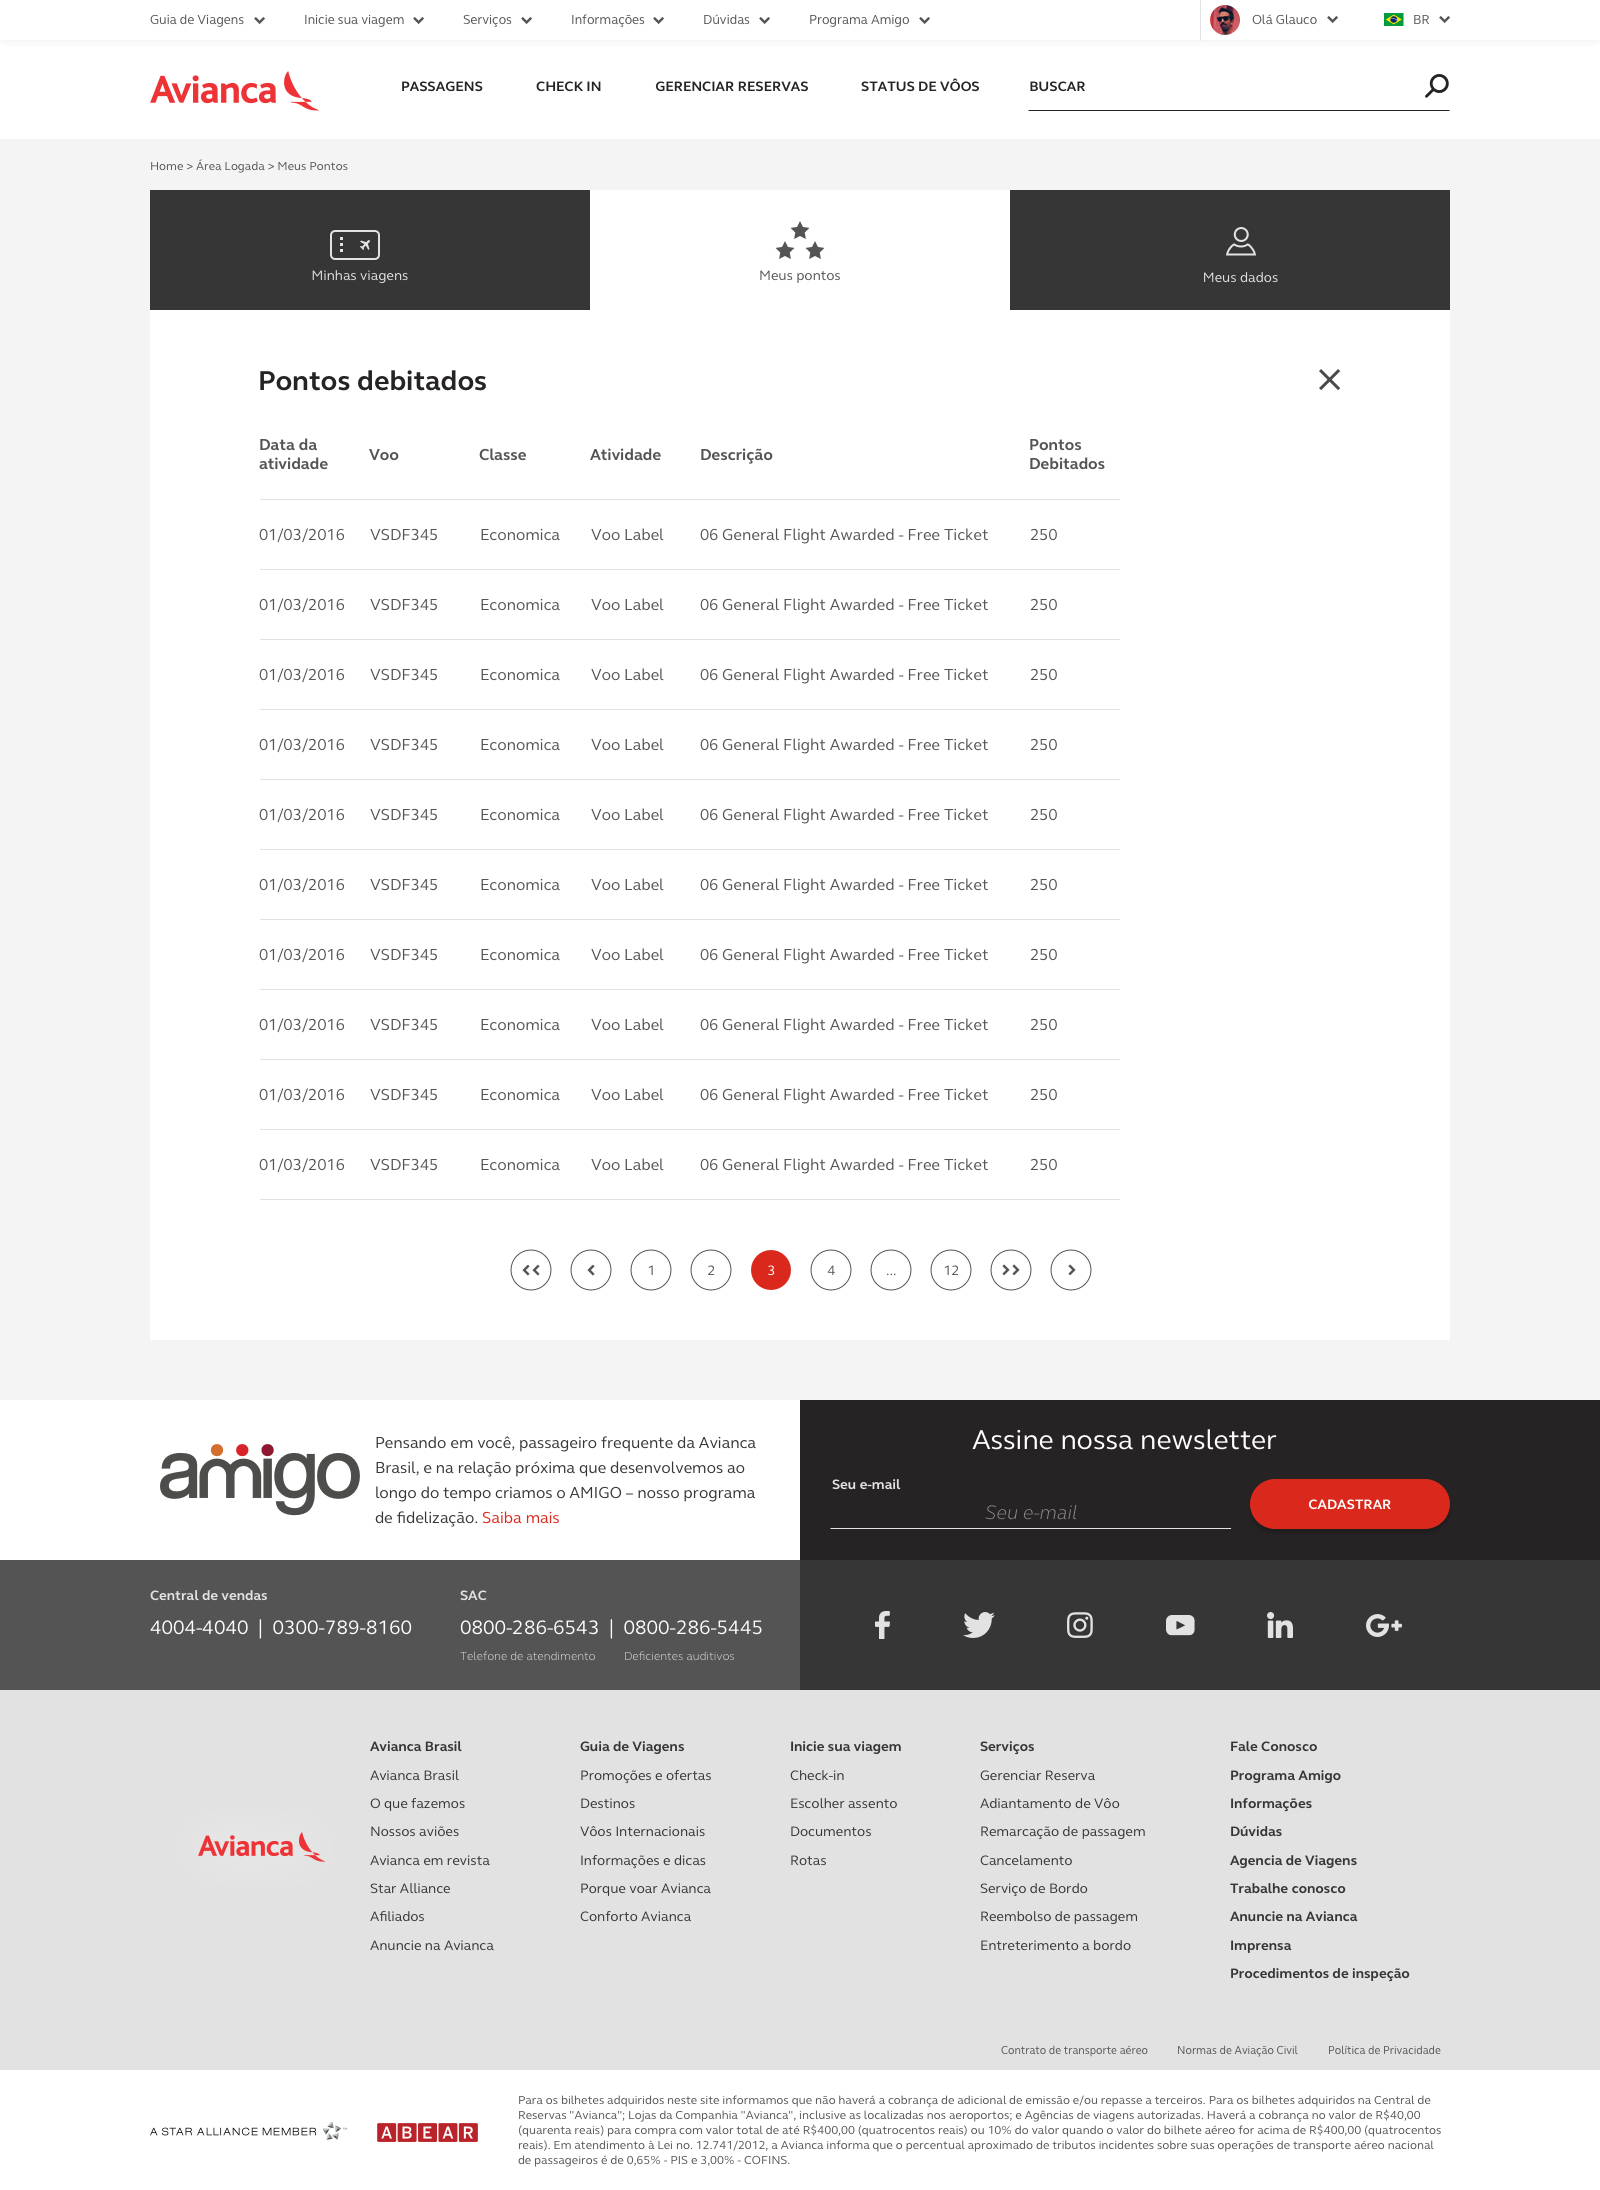 Guia de Viagens Inicie sua viagem Serviços Informações Dúvidas Programa Amigo Olá Glauco BR
Avianca PASSAGENS CHECK IN GERENCIAR RESERVAS STATUS DE VÔOS BUSCAR
Home > Área Logada > Meus Pontos
Minhas viagens Meus pontos Meus dados
Pontos debitados
Data da atividade Voo Classe Atividade Descrição Pontos Debitados
01/03/2016 VSDF345 Economica Voo Label 06 General Flight Awarded - Free Ticket 250
01/03/2016 VSDF345 Economica Voo Label 06 General Flight Awarded - Free Ticket 250
01/03/2016 VSDF345 Economica Voo Label 06 General Flight Awarded - Free Ticket 250
01/03/2016 VSDF345 Economica Voo Label 06 General Flight Awarded - Free Ticket 250
01/03/2016 VSDF345 Economica Voo Label 06 General Flight Awarded - Free Ticket 250
01/03/2016 VSDF345 Economica Voo Label 06 General Flight Awarded - Free Ticket 250
01/03/2016 VSDF345 Economica Voo Label 06 General Flight Awarded - Free Ticket 250
01/03/2016 VSDF345 Economica Voo Label 06 General Flight Awarded - Free Ticket 250
01/03/2016 VSDF345 Economica Voo Label 06 General Flight Awarded - Free Ticket 250
01/03/2016 VSDF345 Economica Voo Label 06 General Flight Awarded - Free Ticket 250
1 2 3 4 ... 12
amigo
Pensando em você, passageiro frequente da Avianca
Brasil, e na relação próxima que desenvolvemos ao
longo do tempo criamos o AMIGO – nosso programa
de fidelização. Saiba mais
Assine nossa newsletter
Seu e-mail
Seu e-mail
CADASTRAR
Central de vendas
4004-4040 | 0300-789-8160
SAC
0800-286-6543 | 0800-286-5445
Telefone de atendimento Deficientes auditivos
Avianca
Avianca Brasil
Avianca Brasil
O que fazemos
Nossos aviões
Avianca em revista
Star Alliance
Afiliados
Anuncie na Avianca
Guia de Viagens
Promoções e ofertas
Destinos
Vôos Internacionais
Informações e dicas
Porque voar Avianca
Conforto Avianca
Inicie sua viagem
Check-in
Escolher assento
Documentos
Rotas
Serviços
Gerenciar Reserva
Adiantamento de Vôo
Remarcação de passagem
Cancelamento
Serviço de Bordo
Reembolso de passagem
Entreterimento a bordo
Fale Conosco
Programa Amigo
Informações
Dúvidas
Agencia de Viagens
Trabalhe conosco
Anuncie na Avianca
Imprensa
Procedimentos de inspeção
Contrato de transporte aéreo Normas de Aviação Civil Política de Privacidade
A STAR ALLIANCE MEMBER
ABEAR
Para os bilhetes adquiridos neste site informamos que não haverá a cobrança de adicional de emissão e/ou repasse a terceiros. Para os bilhetes adquiridos na Central de
Reservas "Avianca"; Lojas da Companhia "Avianca", inclusive as localizadas nos aeroportos; e Agências de viagens autorizadas. Haverá a cobrança no valor de R$40,00
(quarenta reais) para compra com valor total de até R$400,00 (quatrocentos reais) ou 10% do valor quando o valor do bilhete aéreo for acima de R$400,00 (quatrocentos
reais). Em atendimento à Lei no. 12.741/2012, a Avianca informa que o percentual aproximado de tributos incidentes sobre suas operações de transporte aéreo nacional
de passageiros é de 0,65% - PIS e 3,00% - COFINS.